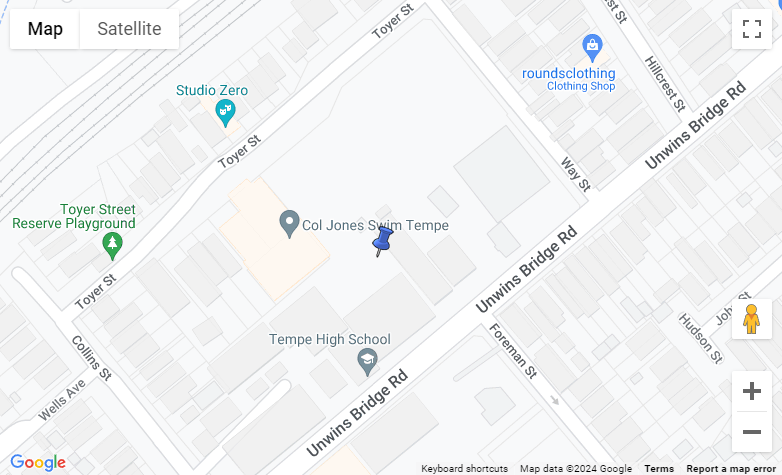 Map
Satellite
Toyer St
Hillcrest St
roundsclothing
Clothing Shop
Studio Zero
Unwins Bridge Rd
Toyer St
Way St
Toyer Street
Reserve Playground
Col Jones Swim Tempe
Unwins Bridge Rd
Toyer St
John St
Hudson St
Tempe High School
Collins St
Foreman St
Wells Ave
Unwins Bridge Rd
Google
Keyboard shortcuts
Map data ©2024 Google
Terms
Report a map error